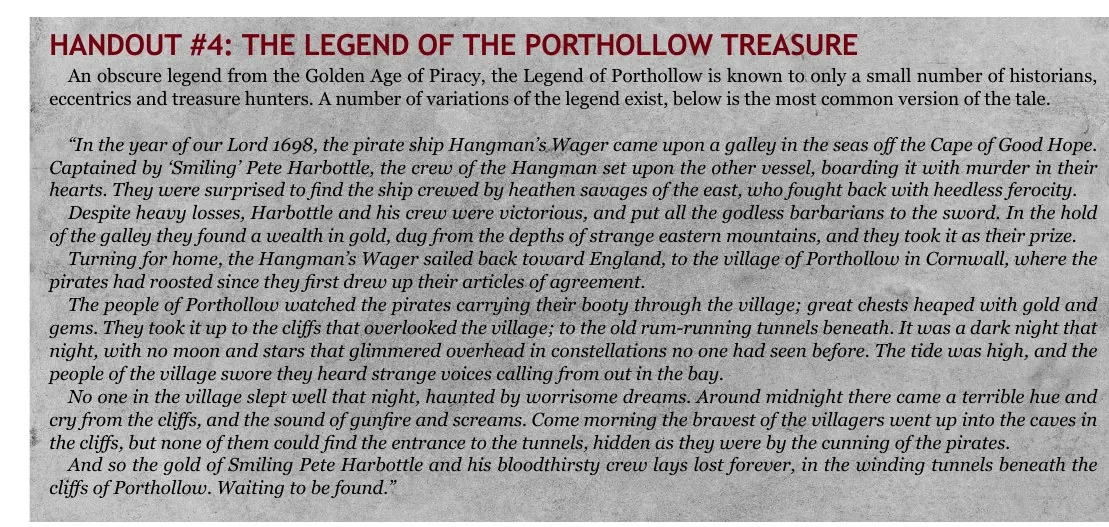 HANDOUT #4: THE LEGEND OF THE PORTHOLLOW TREASURE
An obscure legend from the Golden Age of Piracy, the Legend of Porthollow is known to only a small number of historians,
eccentrics and treasure hunters. A number of variations of the legend exist, below is the most common version of the tale.
“In the year of our Lord 1698, the pirate ship Hangman’s Wager came upon a galley in the seas off the Cape of Good Hope.
Captained by ‘Smiling’ Pete Harbottle, the crew of the Hangman set upon the other vessel, boarding it with murder in their
hearts. They were surprised to find the ship crewed by heathen savages of the east, who fought back with heedless ferocity.
Despite heavy losses, Harbottle and his crew were victorious, and put all the godless barbarians to the sword. In the hold
of the galley they found a wealth in gold, dug from the depths of strange eastern mountains, and they took it as their prize.
Turning for home, the Hangman’s Wager sailed back toward England, to the village of Porthollow in Cornwall, where the
pirates had roosted since they first drew up their articles of agreement.
The people of Porthollow watched the pirates carrying their booty through the village; great chests heaped with gold and
gems. They took it up to the cliffs that overlooked the village; to the old rum-running tunnels beneath. It was a dark night that
night, with no moon and stars that glimmered overhead in constellations no one had seen before. The tide was high, and the
people of the village swore they heard strange voices calling from out in the bay.
No one in the village slept well that night, haunted by worrisome dreams. Around midnight there came a terrible hue and
cry from the cliffs, and the sound of gunfire and screams. Come morning the bravest of the villagers went up into the caves in
the cliffs, but none of them could find the entrance to the tunnels, hidden as they were by the cunning of the pirates.
And so the gold of Smiling Pete Harbottle and his bloodthirsty crew lays lost forever, in the winding tunnels beneath the
cliffs of Porthollow. Waiting to be found.”